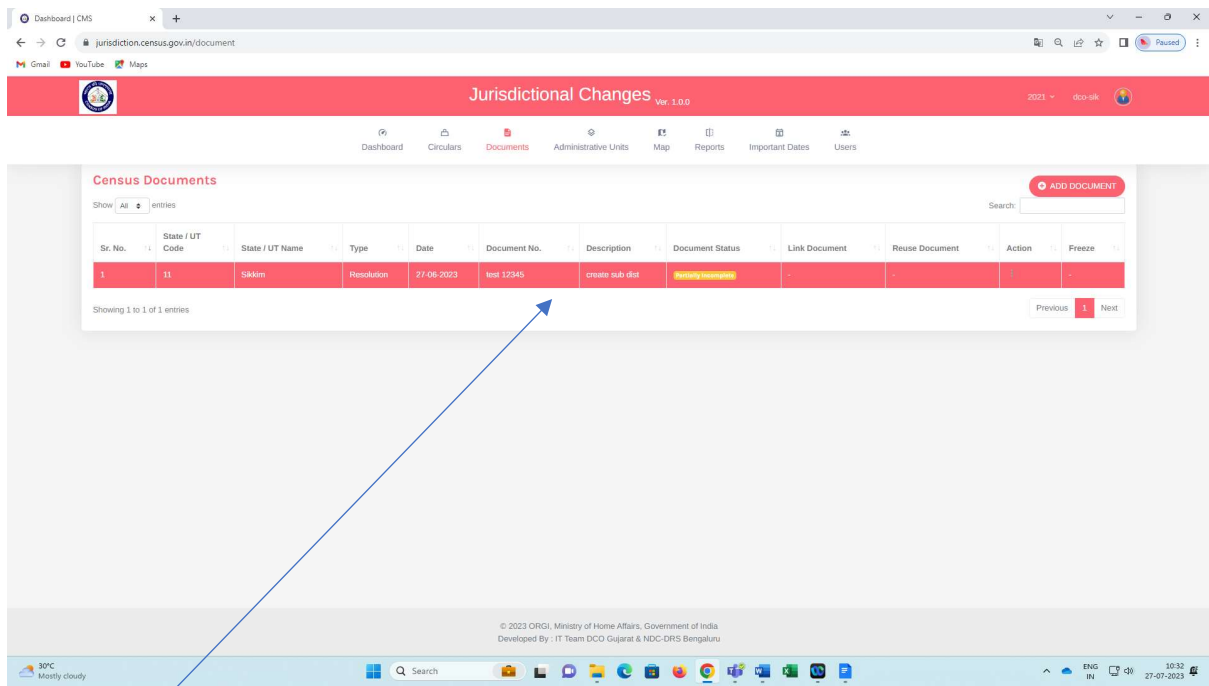 Dashboard | CMS
jurisdiction.census.gov.in/document
Paused
Gmail YouTube Maps
Jurisdictional Changes Ver. 1.0.0
2021 dco-sik
Dashboard Circulars Documents Administrative Units Map Reports Important Dates Users
Census Documents
ADD DOCUMENT
Show All entries
Search:
Sr. No. State / UT Code State / UT Name Type Date Document No. Description Document Status Link Document Reuse Document Action Freeze
1 11 Sikkim Resolution 27-06-2023 test 12345 create sub dist Partially Incomplete - - -
Showing 1 to 1 of 1 entries
Previous 1 Next
© 2023 ORGI, Ministry of Home Affairs, Government of India
Developed By : IT Team DCO Gujarat & NDC-DRS Bengaluru
30°C
Mostly cloudy
Search
ENG
IN
10:32
27-07-2023